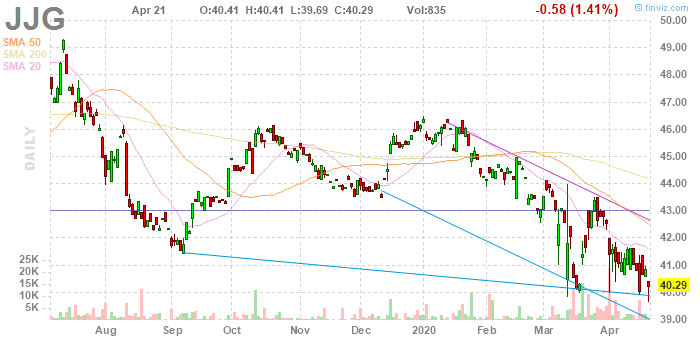 JJG
Apr 21 O:40.41 H:40.41 L:39.69 C:40.29 Vol:835 -0.58 (1.41%)
© finviz.com
SMA 50
SMA 200
SMA 20
DAILY
50.00
49.00
48.00
47.00
46.00
45.00
44.00
43.00
42.00
41.00
40.29
40.00
39.00
25K
20K
15K
10K
5K
Aug Sep Oct Nov Dec 2020 Feb Mar Apr